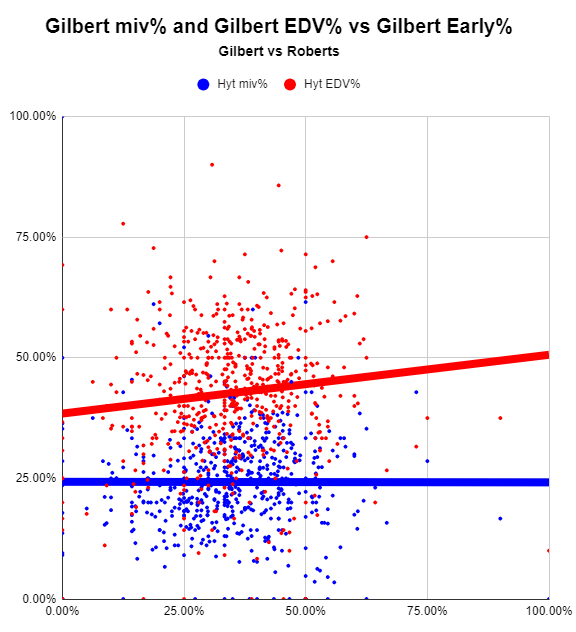 Gilbert miv% and Gilbert EDV% vs Gilbert Early%
Gilbert vs Roberts
Hyt miv% Hyt EDV%
100.00%
75.00%
50.00%
25.00%
0.00%
0.00% 25.00% 50.00% 75.00% 100.00%